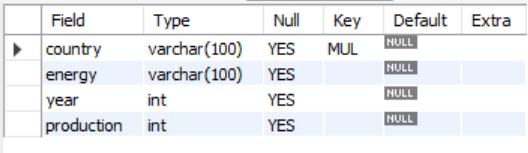 Field Type Null Key Default Extra
country varchar(100) YES MUL NULL
energy varchar(100) YES NULL
year int YES NULL
production int YES NULL